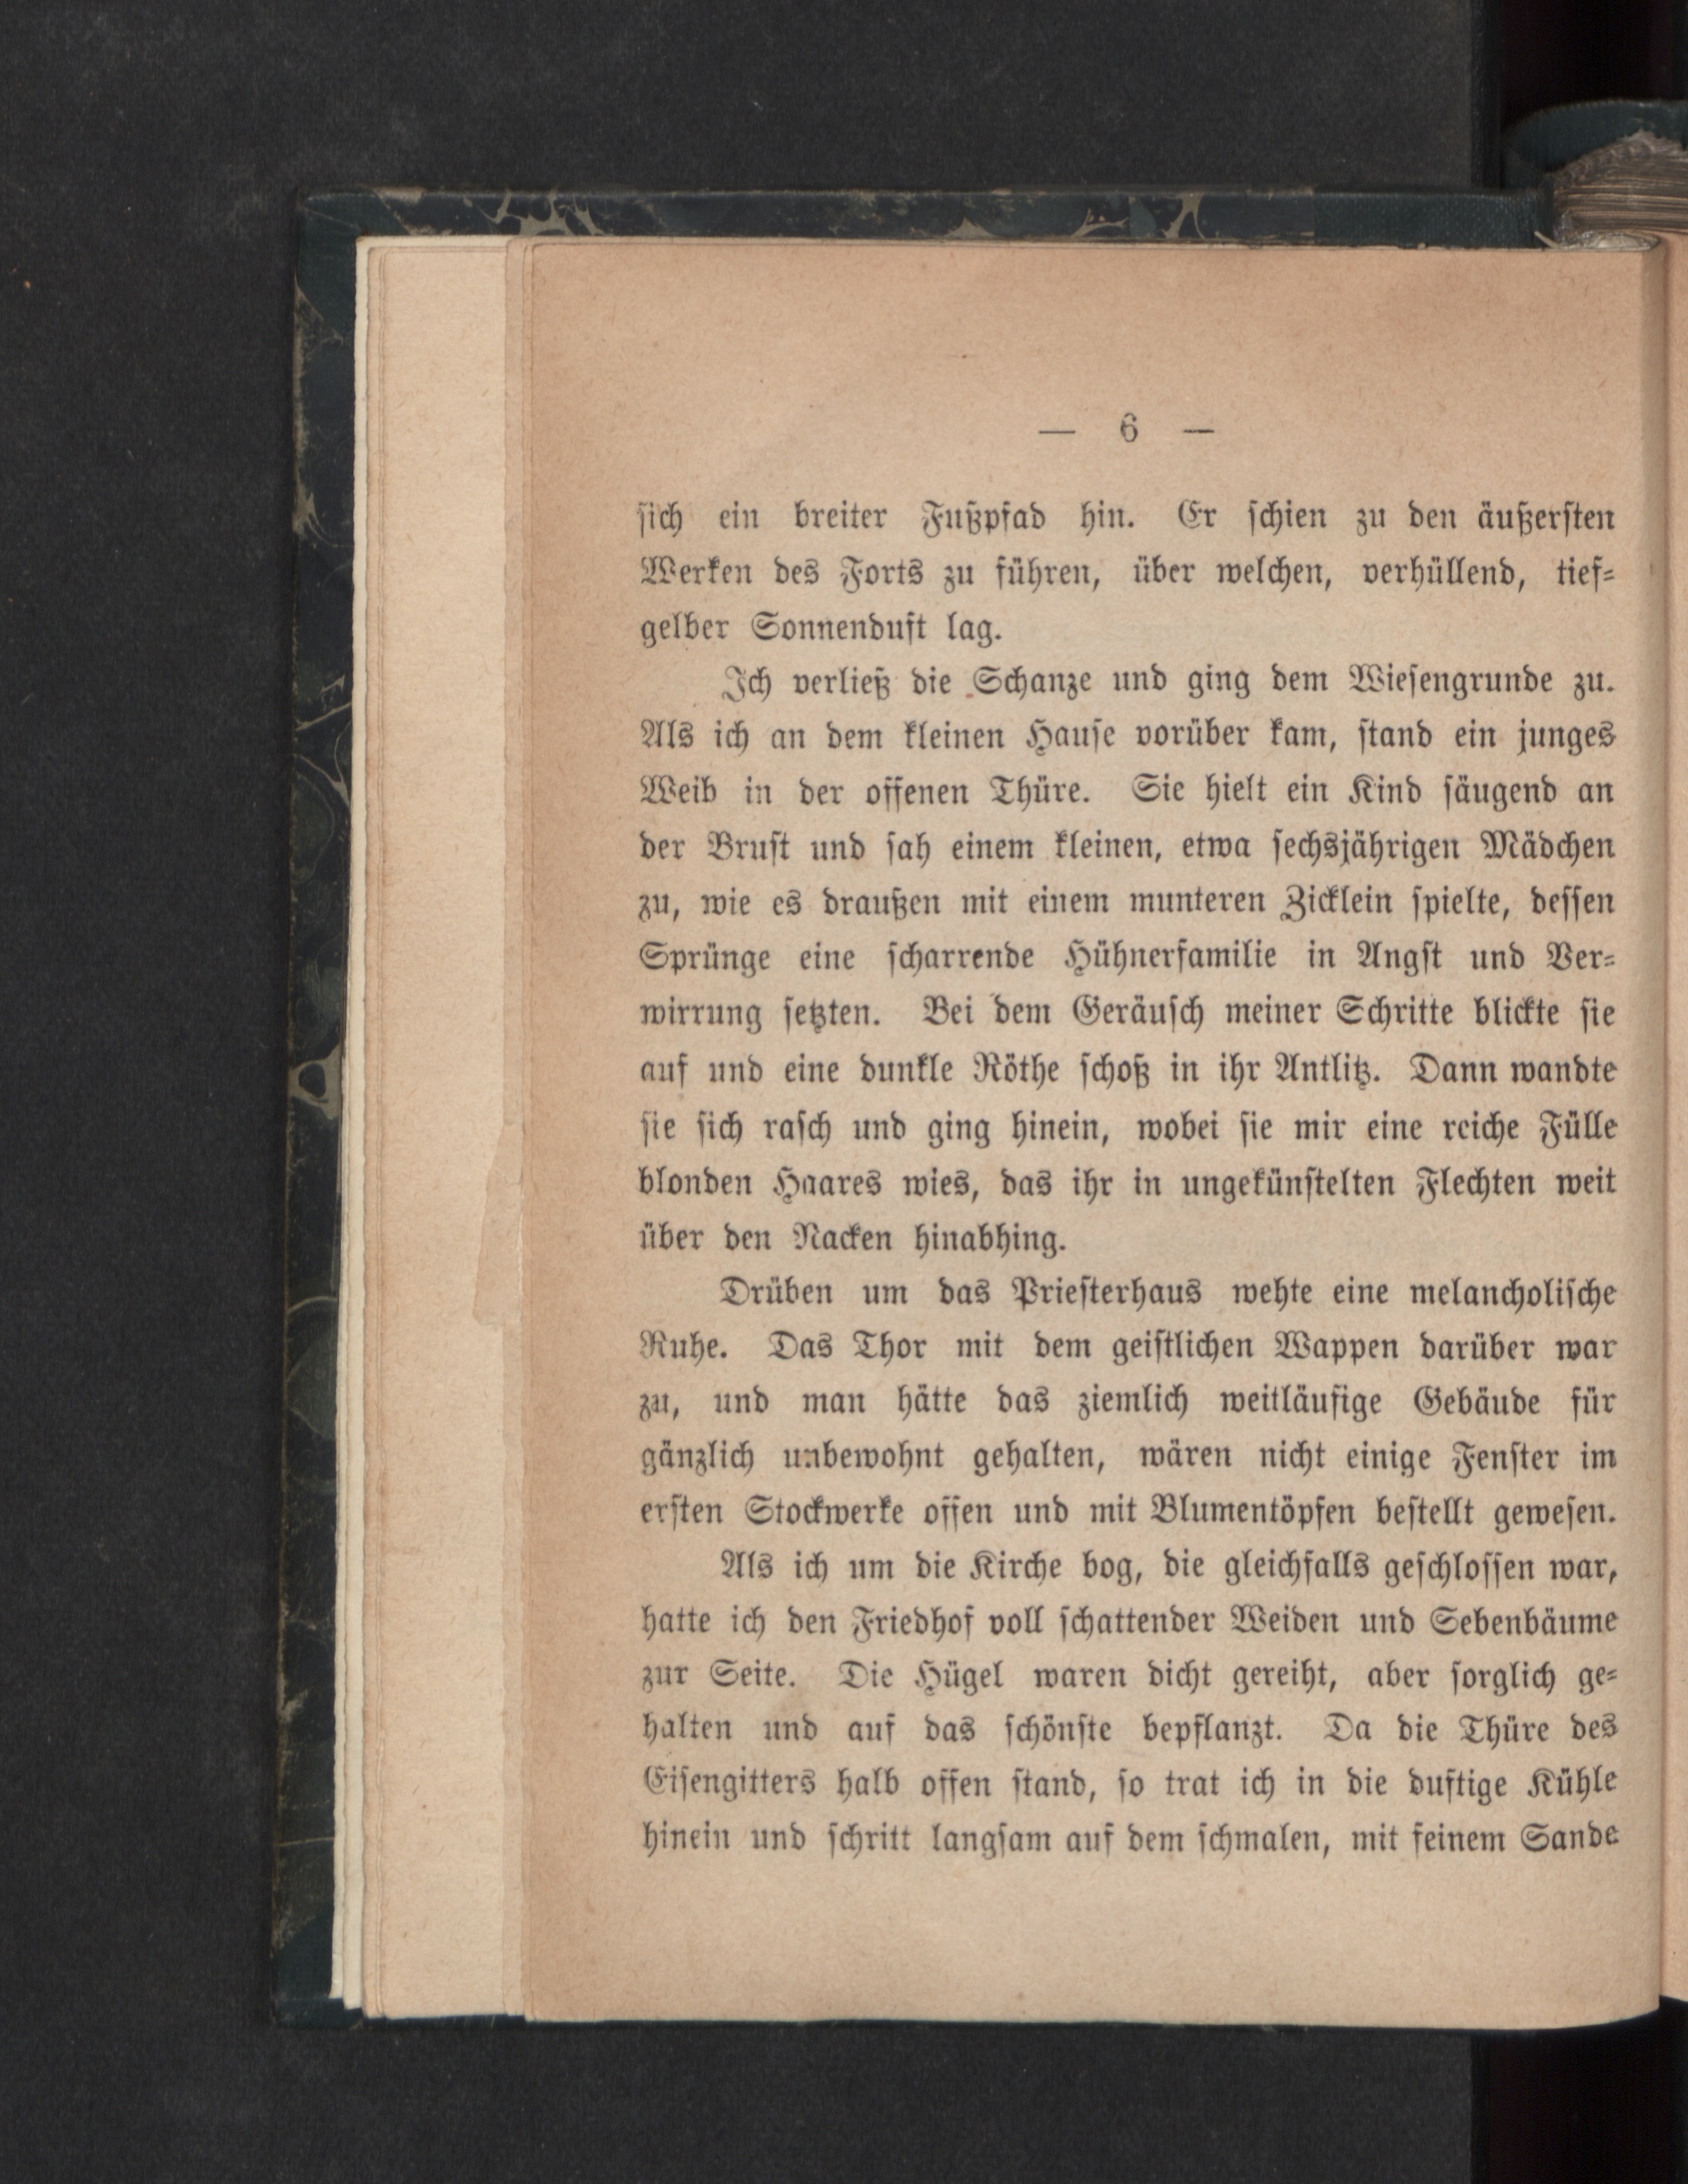 — 6 —
sich ein breiter Fußpfad hin. Er schien zu den äußersten
Werken des Forts zu führen, über welchen, verhüllend, tief-
gelber Sonnenduft lag.
Ich verließ die Schanze und ging dem Wiesengrunde zu.
Als ich an dem kleinen Hause vorüber kam, stand ein junges
Weib in der offenen Thüre. Sie hielt ein Kind säugend an
der Brust und sah einem kleinen, etwa sechsjährigen Mädchen
zu, wie es draußen mit einem munteren Zicklein spielte, dessen
Sprünge eine scharrende Hühnerfamilie in Angst und Ver-
wirrung setzten. Bei dem Geräusch meiner Schritte blickte sie
auf und eine dunkle Röthe schoß in ihr Antlitz. Dann wandte
sie sich rasch und ging hinein, wobei sie mir eine reiche Fülle
blonden Haares wies, das ihr in ungekünstelten Flechten weit
über den Nacken hinabhing.
Drüben um das Priesterhaus wehte eine melancholische
Ruhe. Das Thor mit dem geistlichen Wappen darüber war
zu, und man hätte das ziemlich weitläufige Gebäude für
gänzlich unbewohnt gehalten, wären nicht einige Fenster im
ersten Stockwerke offen und mit Blumentöpfen bestellt gewesen.
Als ich um die Kirche bog, die gleichfalls geschlossen war,
hatte ich den Friedhof voll schattender Weiden und Sebenbäume
zur Seite. Die Hügel waren dicht gereiht, aber sorglich ge-
halten und auf das schönste bepflanzt. Da die Thüre des
Eisengitters halb offen stand, so trat ich in die duftige Kühle
hinein und schritt langsam auf dem schmalen, mit feinem Sande